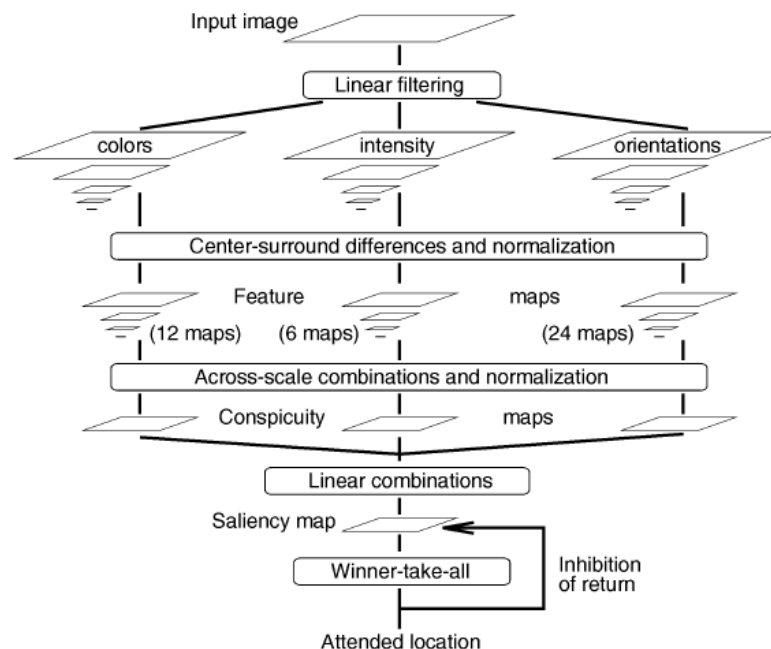 Input image
Linear filtering
colors
intensity
orientations
Center-surround differences and normalization
Feature maps
(12 maps)
(6 maps)
(24 maps)
Across-scale combinations and normalization
Conspicuity maps
Linear combinations
Saliency map
Winner-take-all
Inhibition
of return
Attended location